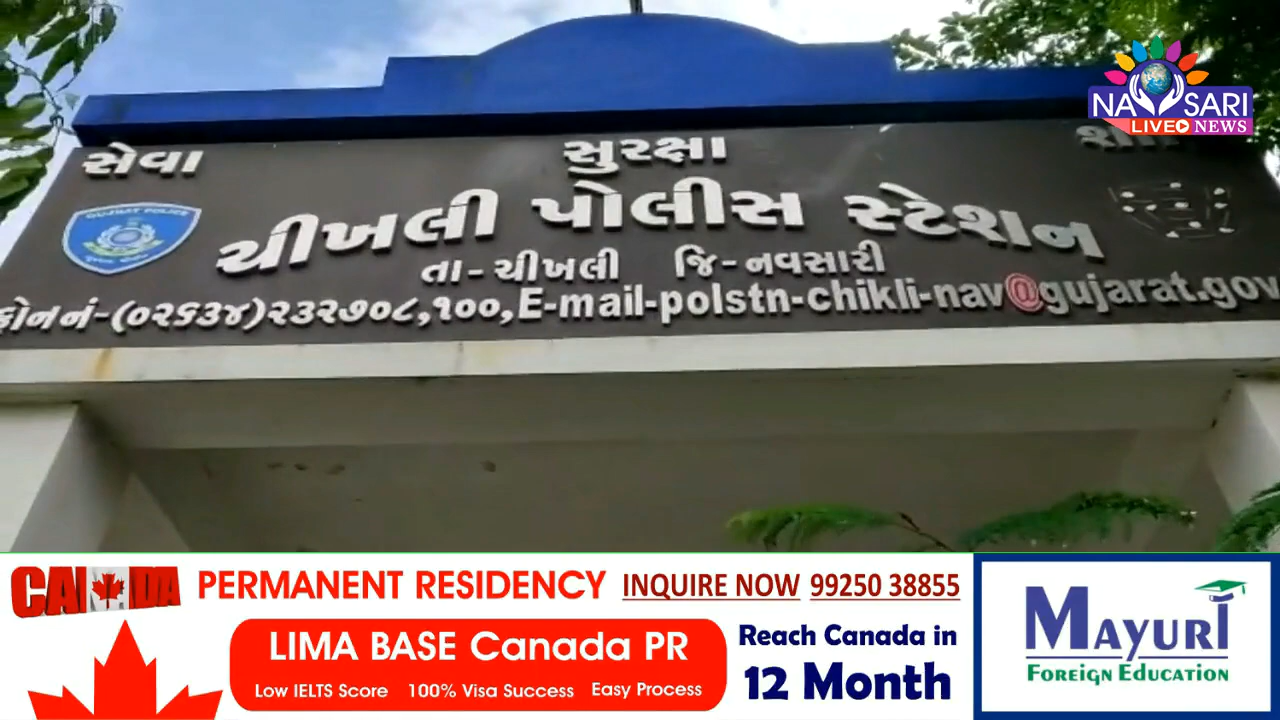 NAVSARI
LIVE NEWS
સેવા સુરક્ષા
GUJRAT POLICE
ચીખલી પોલીસ સ્ટેશન
તા-ચીખલી જિ-નવસારી
ફોનનં-(૦૨૬૩૪)૨૩૨૭૦૮,૧૦૦,E-mail-polstn-chikli-nav@gujarat.gov
CANADA PERMANENT RESIDENCY INQUIRE NOW 99250 38855
LIMA BASE Canada PR
Low IELTS Score 100% Visa Success Easy Process
Reach Canada in
12 Month
MAYURI
FOREIGN EDUCATION